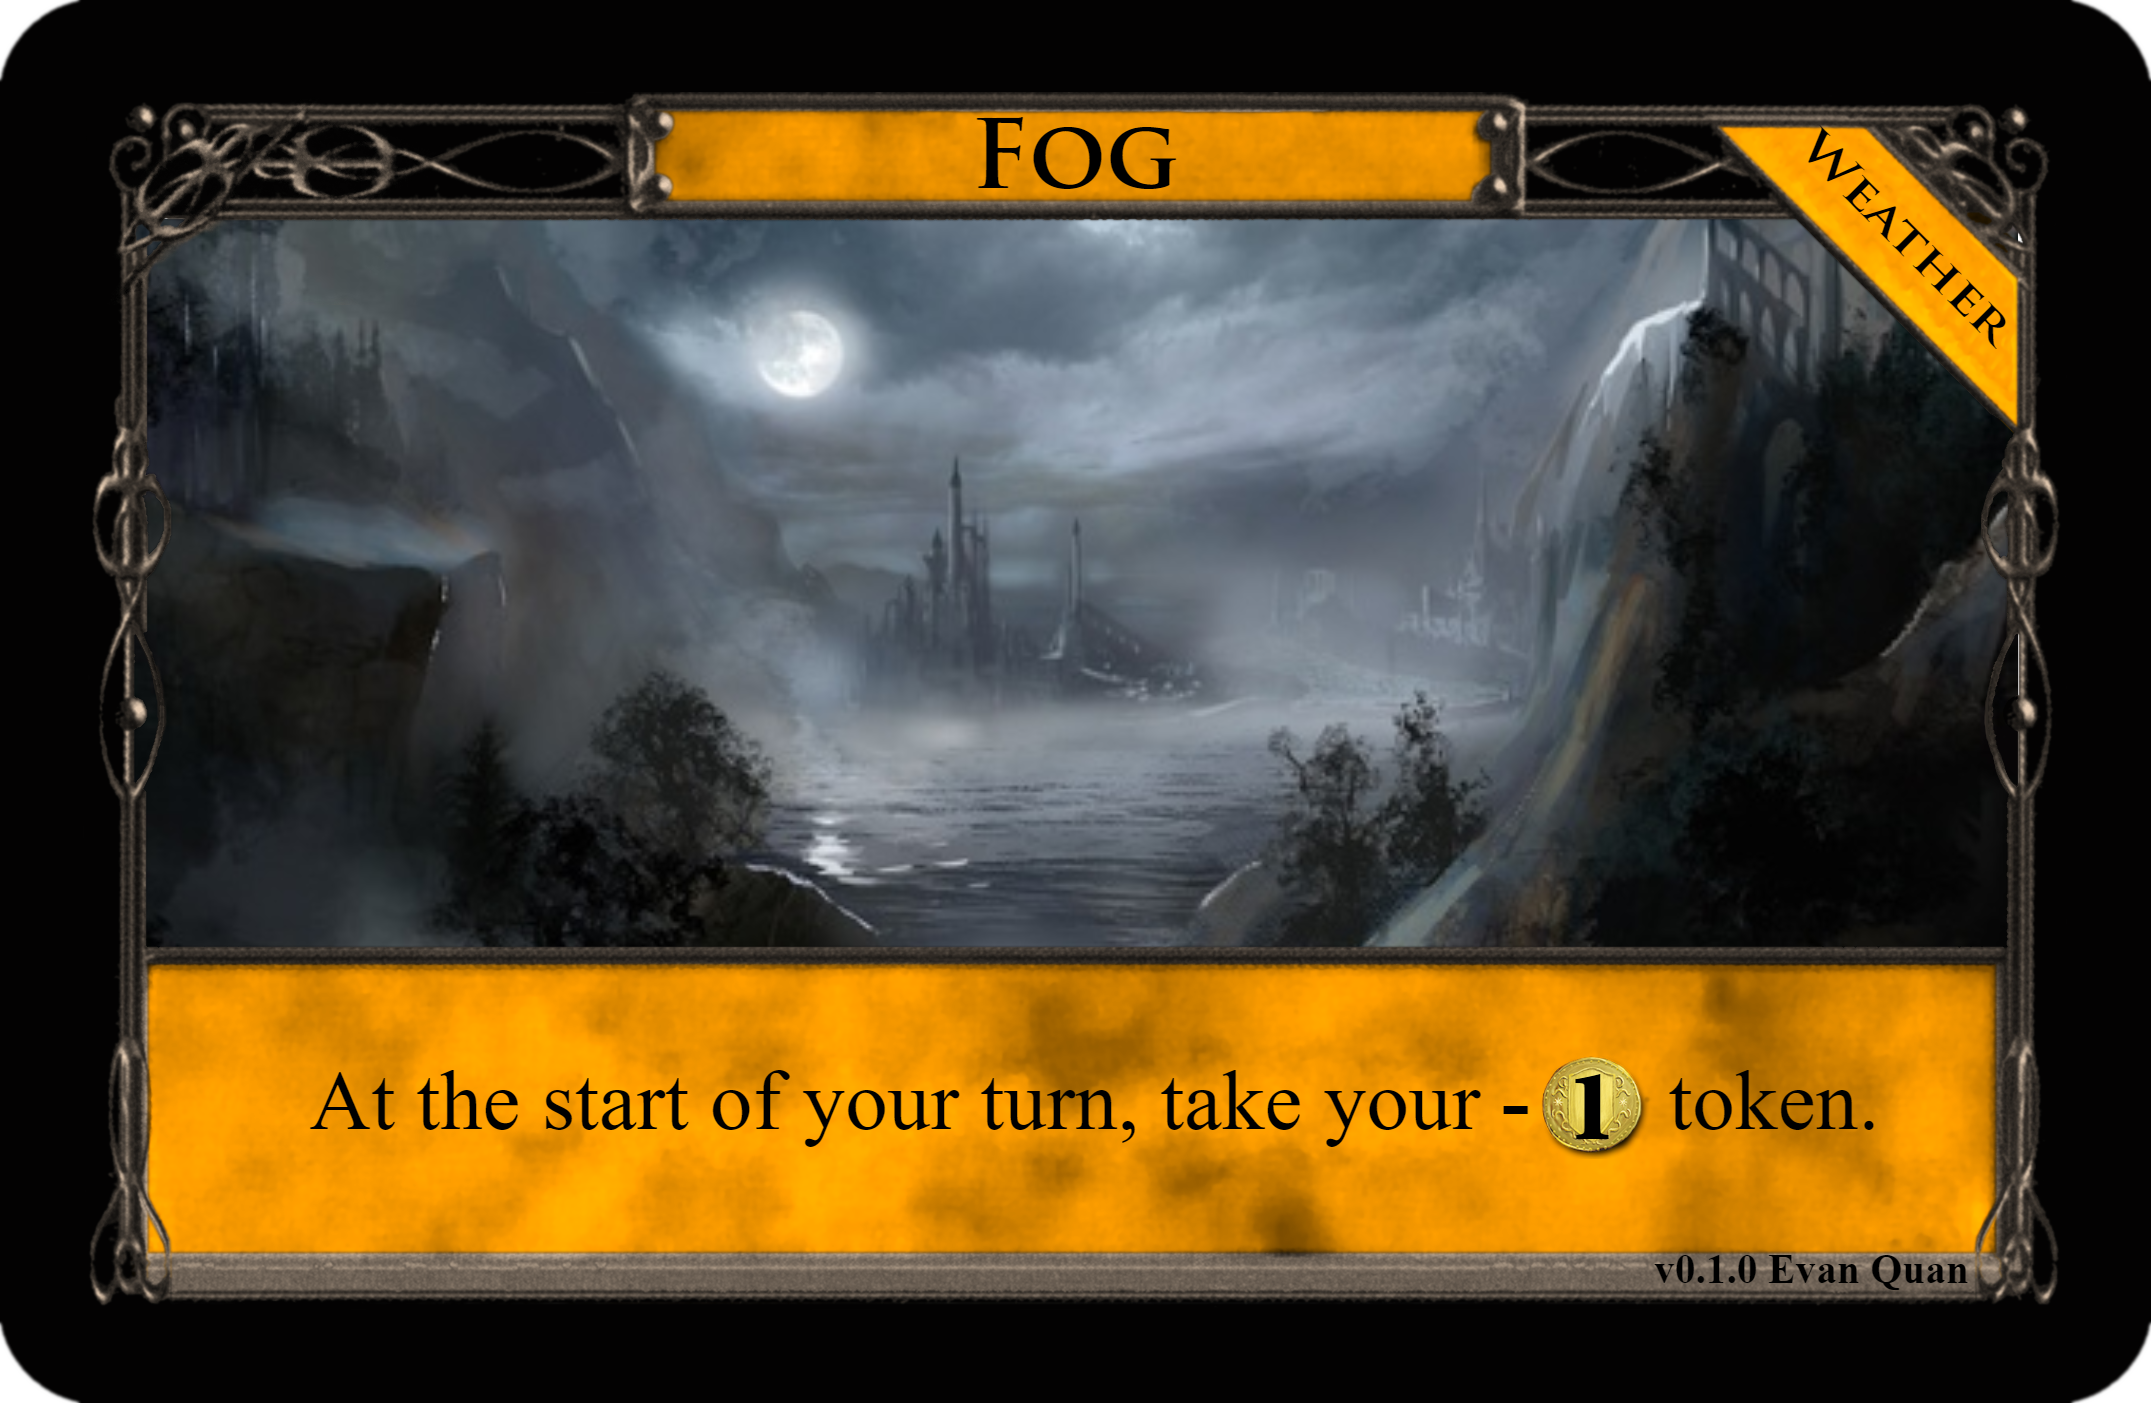 Fog
Weather
At the start of your turn, take your -1 token.
v0.1.0 Evan Quan